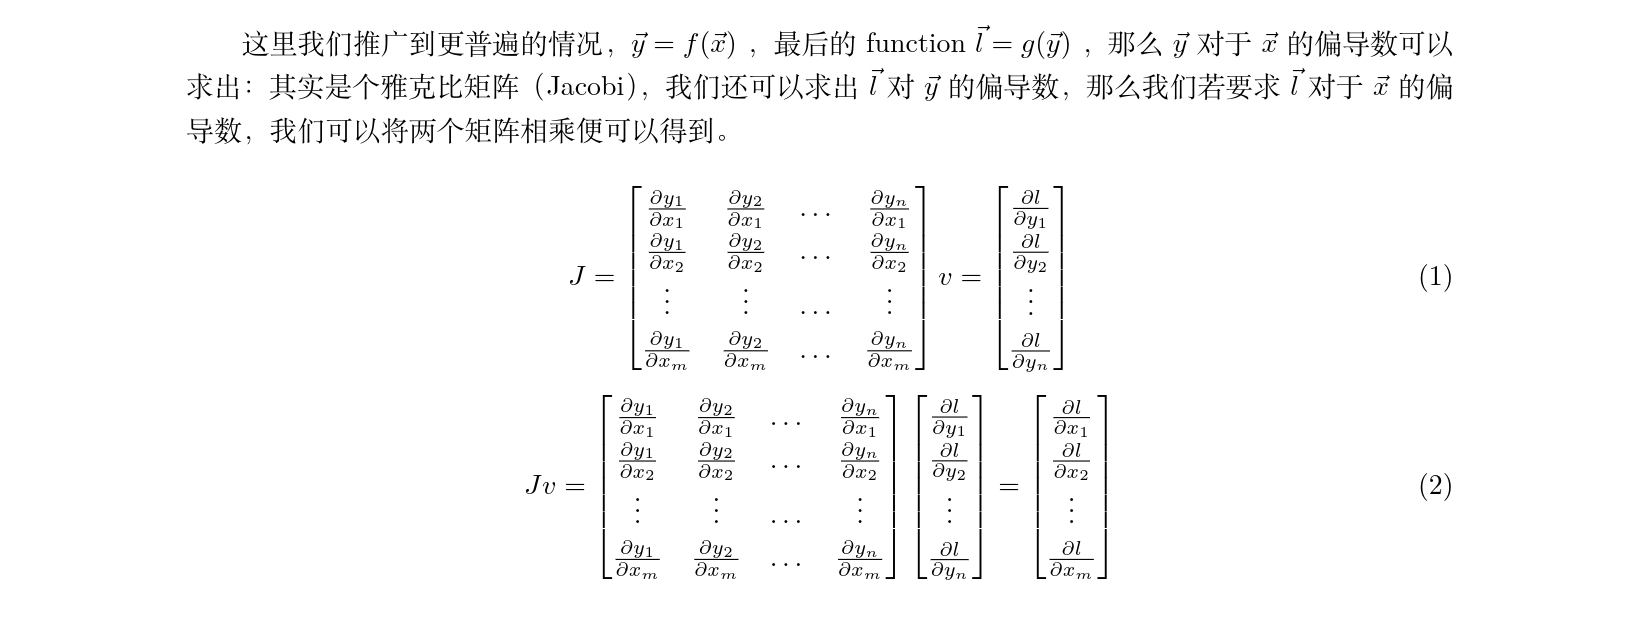 这里我们推广到更普遍的情况，$\vec{y} = f(\vec{x})$ ，最后的 function $\vec{l} = g(\vec{y})$ ，那么 $\vec{y}$ 对于 $\vec{x}$ 的偏导数可以
求出：其实是个雅克比矩阵（Jacobi），我们还可以求出 $\vec{l}$ 对 $\vec{y}$ 的偏导数，那么我们若要求 $\vec{l}$ 对于 $\vec{x}$ 的偏
导数，我们可以将两个矩阵相乘便可以得到。
$J = \begin{bmatrix} \frac{\partial y_1}{\partial x_1} & \frac{\partial y_2}{\partial x_1} & \cdots & \frac{\partial y_n}{\partial x_1} \\ \frac{\partial y_1}{\partial x_2} & \frac{\partial y_2}{\partial x_2} & \cdots & \frac{\partial y_n}{\partial x_2} \\ \vdots & \vdots & \cdots & \vdots \\ \frac{\partial y_1}{\partial x_m} & \frac{\partial y_2}{\partial x_m} & \cdots & \frac{\partial y_n}{\partial x_m} \end{bmatrix} v = \begin{bmatrix} \frac{\partial l}{\partial y_1} \\ \frac{\partial l}{\partial y_2} \\ \vdots \\ \frac{\partial l}{\partial y_n} \end{bmatrix}$ (1)
$Jv = \begin{bmatrix} \frac{\partial y_1}{\partial x_1} & \frac{\partial y_2}{\partial x_1} & \cdots & \frac{\partial y_n}{\partial x_1} \\ \frac{\partial y_1}{\partial x_2} & \frac{\partial y_2}{\partial x_2} & \cdots & \frac{\partial y_n}{\partial x_2} \\ \vdots & \vdots & \cdots & \vdots \\ \frac{\partial y_1}{\partial x_m} & \frac{\partial y_2}{\partial x_m} & \cdots & \frac{\partial y_n}{\partial x_m} \end{bmatrix} \begin{bmatrix} \frac{\partial l}{\partial y_1} \\ \frac{\partial l}{\partial y_2} \\ \vdots \\ \frac{\partial l}{\partial y_n} \end{bmatrix} = \begin{bmatrix} \frac{\partial l}{\partial x_1} \\ \frac{\partial l}{\partial x_2} \\ \vdots \\ \frac{\partial l}{\partial x_m} \end{bmatrix}$ (2)